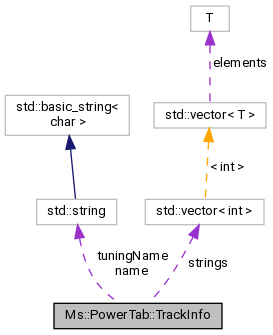 T
elements
std::basic_string<
char >
std::vector< T >
< int >
std::string
std::vector< int >
tuningName
name
strings
Ms::PowerTab::TrackInfo